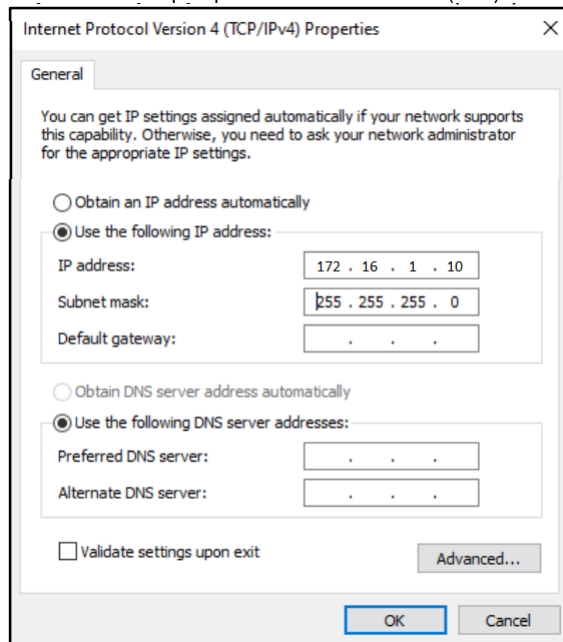 Internet Protocol Version 4 (TCP/IPv4) Properties
General
You can get IP settings assigned automatically if your network supports
this capability. Otherwise, you need to ask your network administrator
for the appropriate IP settings.
Obtain an IP address automatically
Use the following IP address:
IP address: 172 . 16 . 1 . 10
Subnet mask: 255 . 255 . 255 . 0
Default gateway: . . .
Obtain DNS server address automatically
Use the following DNS server addresses:
Preferred DNS server: . . .
Alternate DNS server: . . .
Validate settings upon exit
Advanced...
OK Cancel